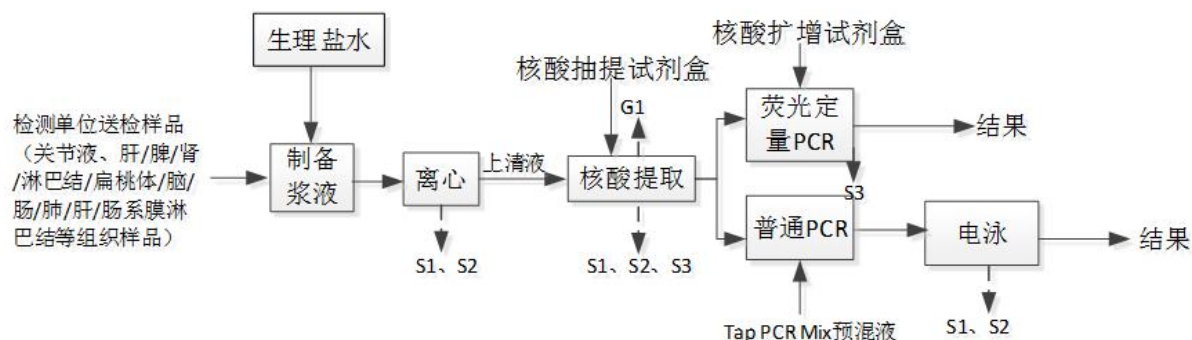 生理盐水
核酸扩增试剂盒
核酸抽提试剂盒
G1
检测单位送检样品
（关节液、肝/脾/肾
/淋巴结/扁桃体/脑/
肠/肺/肝/肠系膜淋
巴结等组织样品）
制备
浆液
离心
上清液
核酸提取
荧光定
量PCR
结果
S3
普通PCR
电泳
结果
S1、S2
S1、S2、S3
Tap PCR Mix预混液
S1、S2